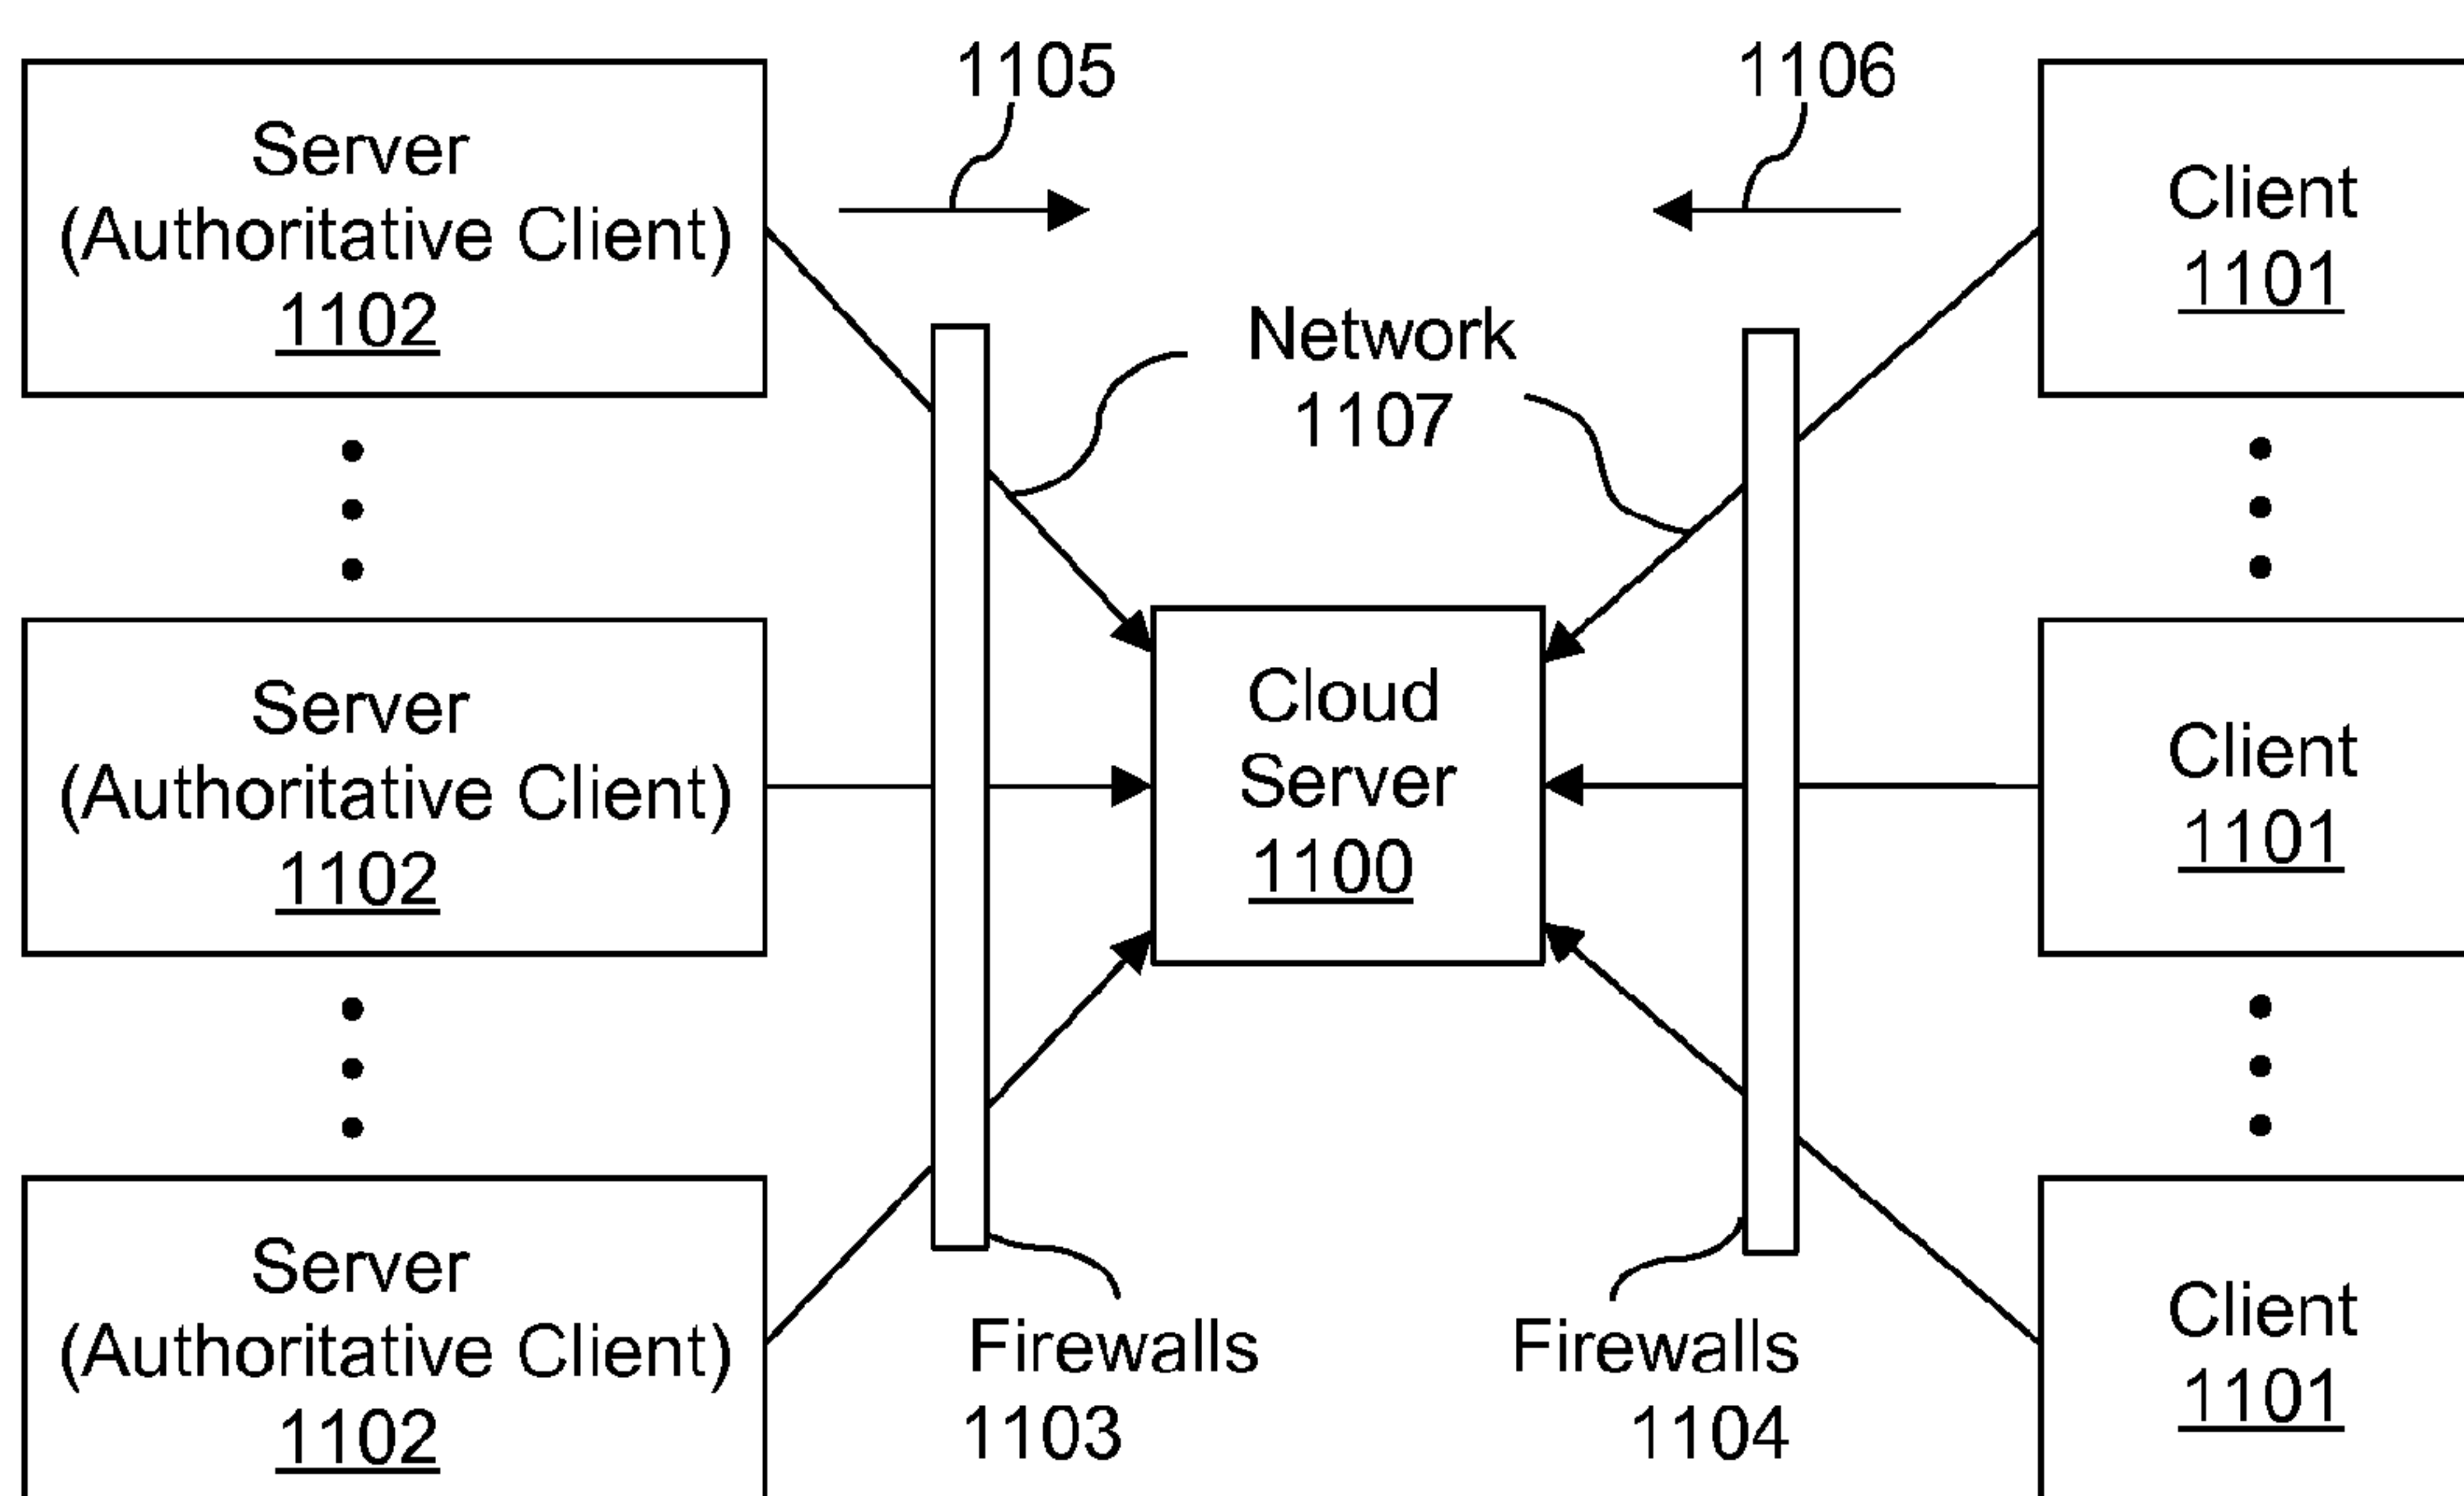 1105
1106
Server
(Authoritative Client)
1102
Client
1101
Network
1107
Server
(Authoritative Client)
1102
Cloud
Server
1100
Client
1101
Server
(Authoritative Client)
1102
Firewalls
1103
Firewalls
1104
Client
1101